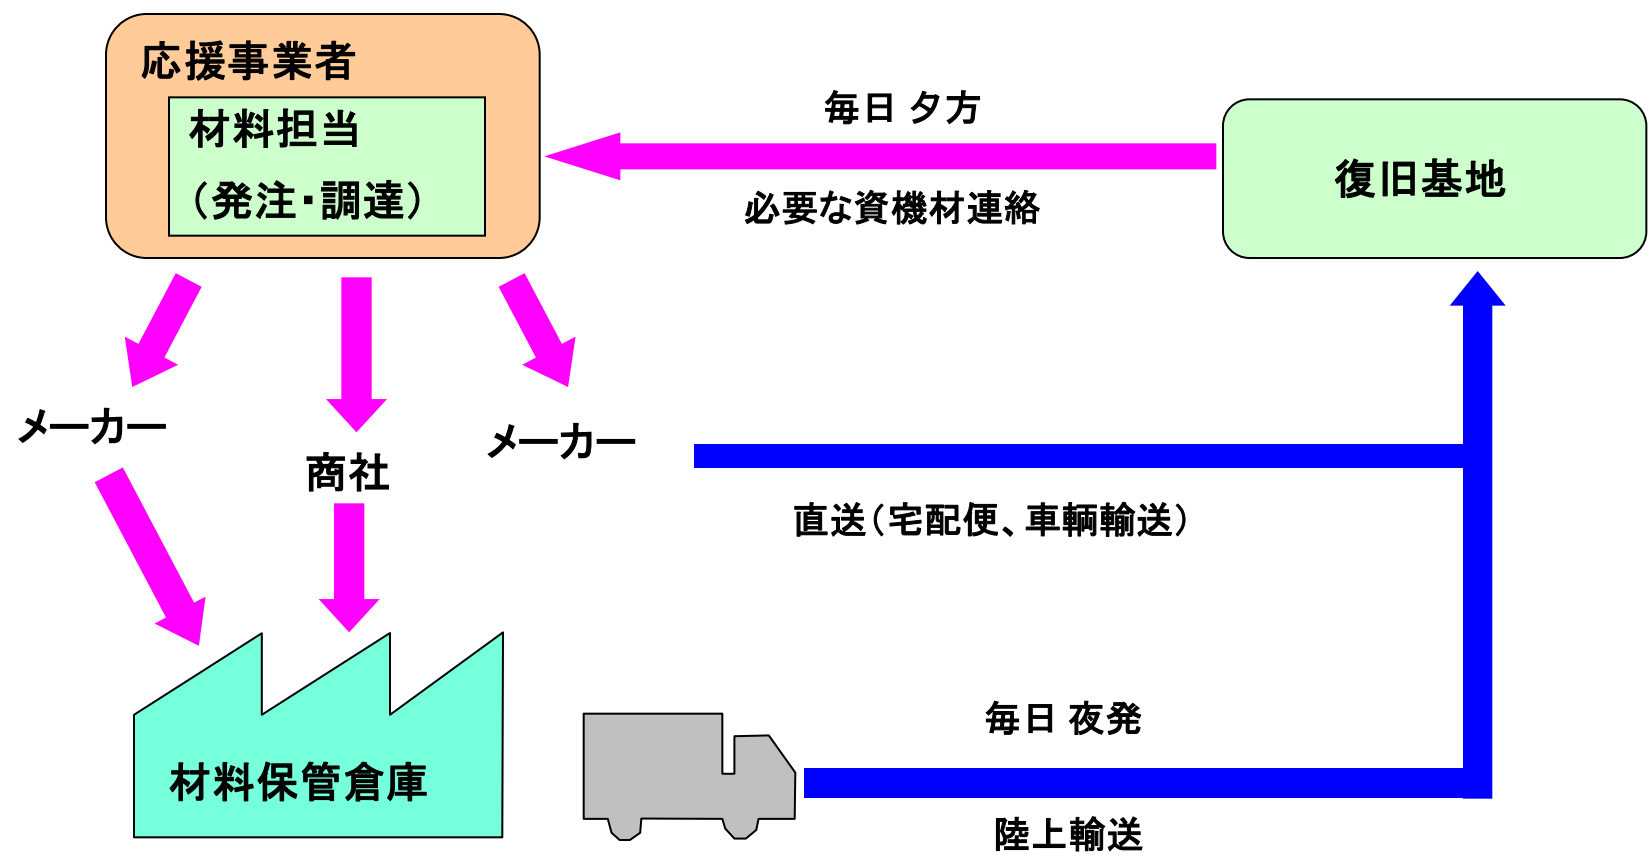 応援事業者
材料担当
（発注・調達）
毎日 夕方
必要な資機材連絡
復旧基地
メーカー
商社
メーカー
直送（宅配便、車輌輸送）
材料保管倉庫
毎日 夜発
陸上輸送